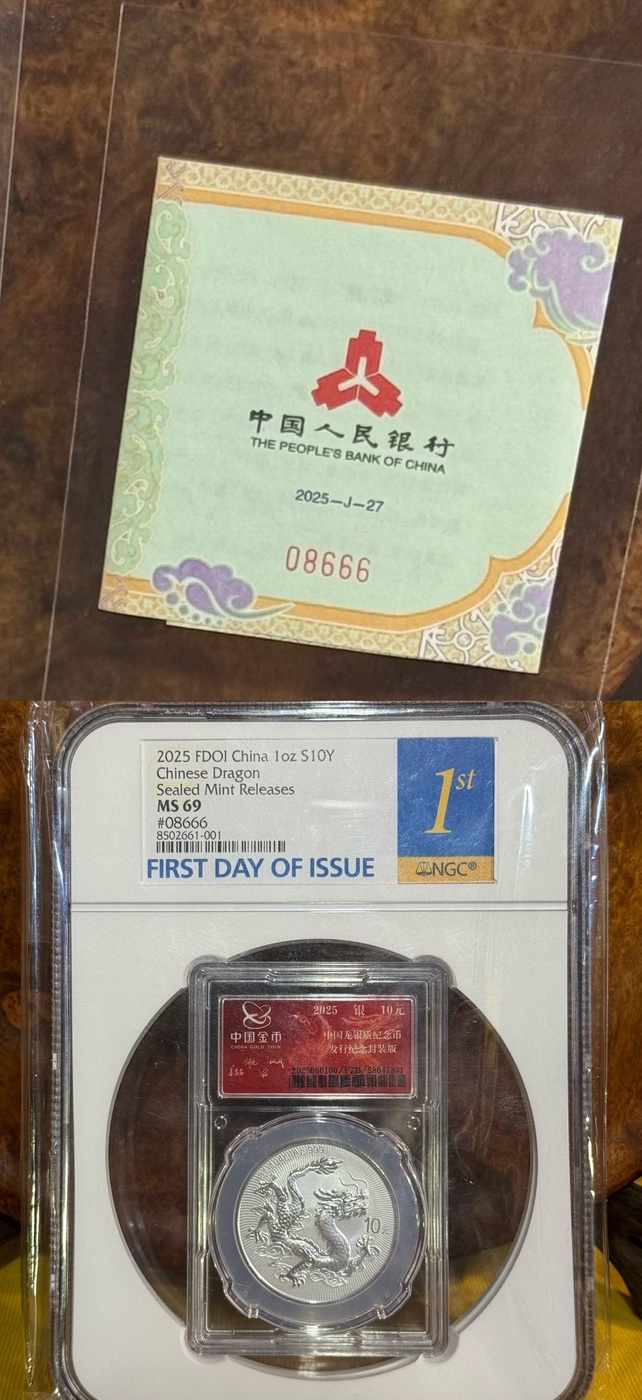 中国人民银行
THE PEOPLE'S BANK OF CHINA
2025—J—27
08666
2025 FDOI China 1oz S10Y
Chinese Dragon
Sealed Mint Releases
MS 69
#08666
8502661-001
FIRST DAY OF ISSUE
1st
NGC®
2025 银 10元
中国金币
CHINA GOLD COIN
中国龙银质纪念币
发行纪念封装版
10元